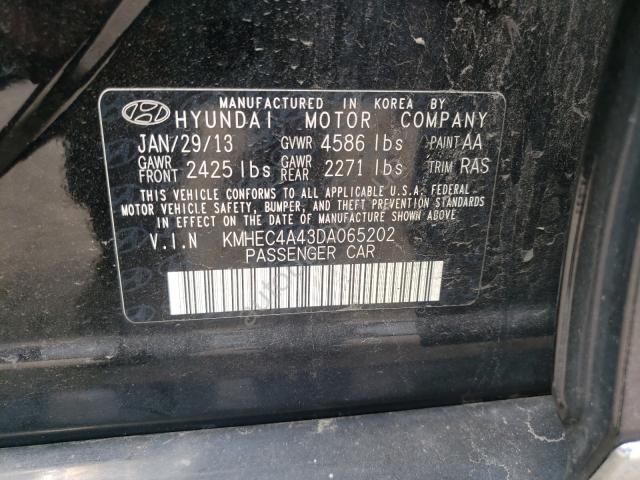 MANUFACTURED IN KOREA BY
HYUNDAI MOTOR COMPANY
JAN/29/13 GVWR 4586 lbs PAINT AA
GAWR FRONT 2425 lbs GAWR REAR 2271 lbs TRIM RAS
THIS VEHICLE CONFORMS TO ALL APPLICABLE U.S.A. FEDERAL
MOTOR VEHICLE SAFETY, BUMPER, AND THEFT PREVENTION STANDARDS
IN EFFECT ON THE DATE OF MANUFACTURE SHOWN ABOVE
V.I.N KMHEC4A43DA065202
PASSENGER CAR